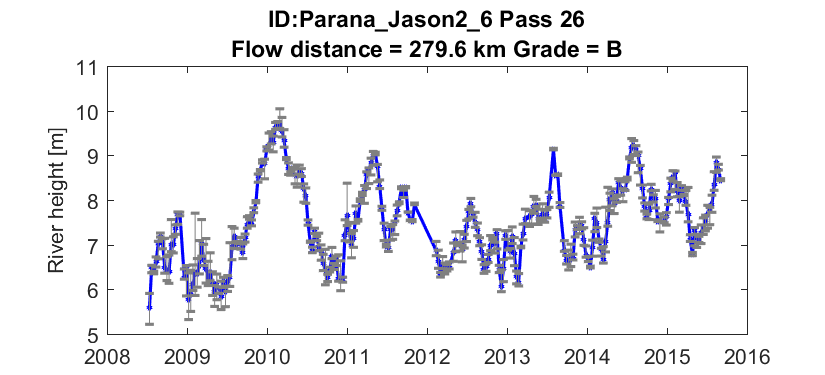 ID:Parana_Jason2_6 Pass 26
Flow distance = 279.6 km Grade = B
River height [m]
11
10
9
8
7
6
5
2008 2009 2010 2011 2012 2013 2014 2015 2016